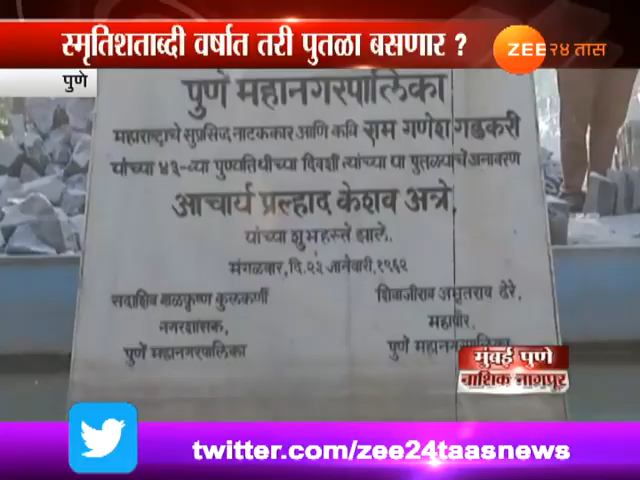 स्मृतिशताब्दी वर्षात तरी पुतळा बसणार ?
ZEE २४ तास
पुणे
पुणे महानगरपालिका
महाराष्ट्राचे सुप्रसिद्ध नाटककार आणि कवि राम गणेश गडकरी
यांच्या ४३-व्या पुण्यतिथीच्या दिवशी त्यांच्या या पुतळ्याचें अनावरण
आचार्य प्रल्हाद केशव अत्रे,
यांच्या शुभहस्ते झाले.
मंगळवार, दि. २३ जानेवारी, १९६२
सदाशिव बाळकृष्ण कुलकर्णी
नगरशासक,
पुणें महानगरपालिका
शिवाजीराव अमृतराव ढेरे,
महापौर,
पुणें महानगरपालिका
मुंबई पुणे
नाशिक नागपूर
twitter.com/zee24taasnews